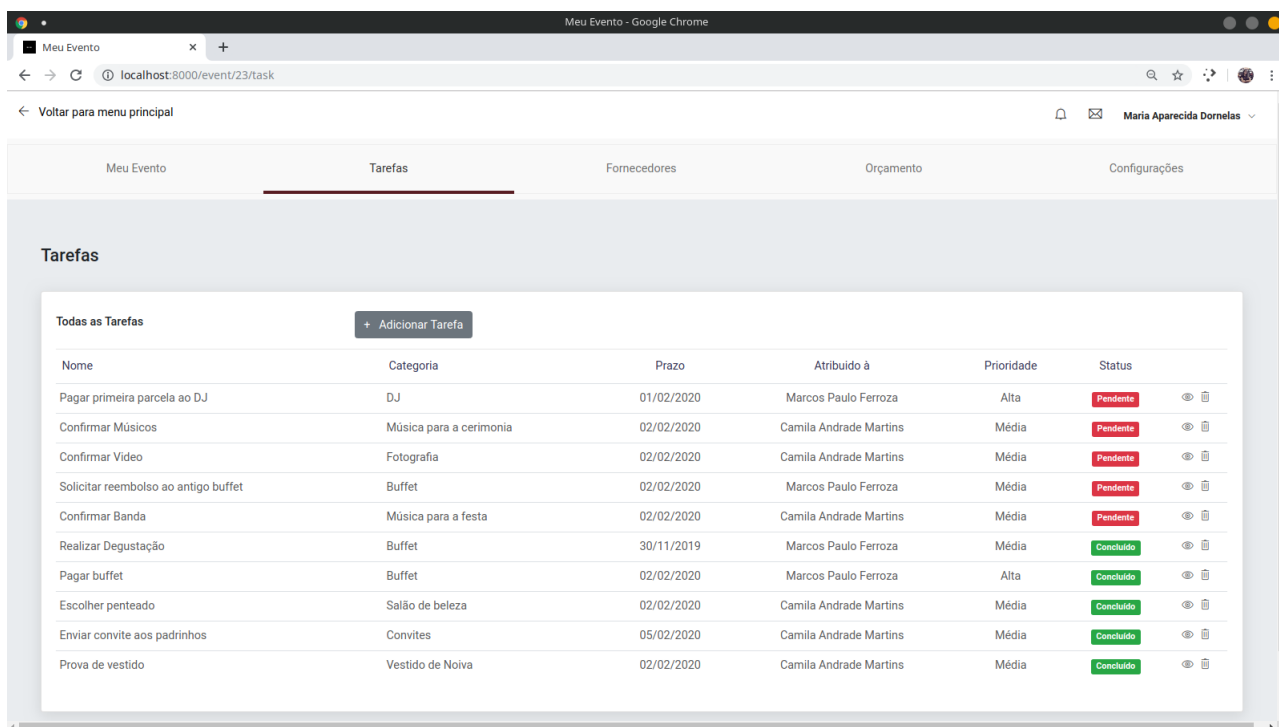 Meu Evento - Google Chrome
Meu Evento
localhost:8000/event/23/task
Voltar para menu principal
Maria Aparecida Dornelas
Meu Evento Tarefas Fornecedores Orçamento Configurações
Tarefas
Todas as Tarefas + Adicionar Tarefa
Nome Categoria Prazo Atribuido à Prioridade Status
Pagar primeira parcela ao DJ DJ 01/02/2020 Marcos Paulo Ferroza Alta Pendente
Confirmar Músicos Música para a cerimonia 02/02/2020 Camila Andrade Martins Média Pendente
Confirmar Video Fotografia 02/02/2020 Camila Andrade Martins Média Pendente
Solicitar reembolso ao antigo buffet Buffet 02/02/2020 Marcos Paulo Ferroza Média Pendente
Confirmar Banda Música para a festa 02/02/2020 Camila Andrade Martins Média Pendente
Realizar Degustação Buffet 30/11/2019 Marcos Paulo Ferroza Média Concluído
Pagar buffet Buffet 02/02/2020 Marcos Paulo Ferroza Alta Concluído
Escolher penteado Salão de beleza 02/02/2020 Camila Andrade Martins Média Concluído
Enviar convite aos padrinhos Convites 05/02/2020 Camila Andrade Martins Média Concluído
Prova de vestido Vestido de Noiva 02/02/2020 Camila Andrade Martins Média Concluído